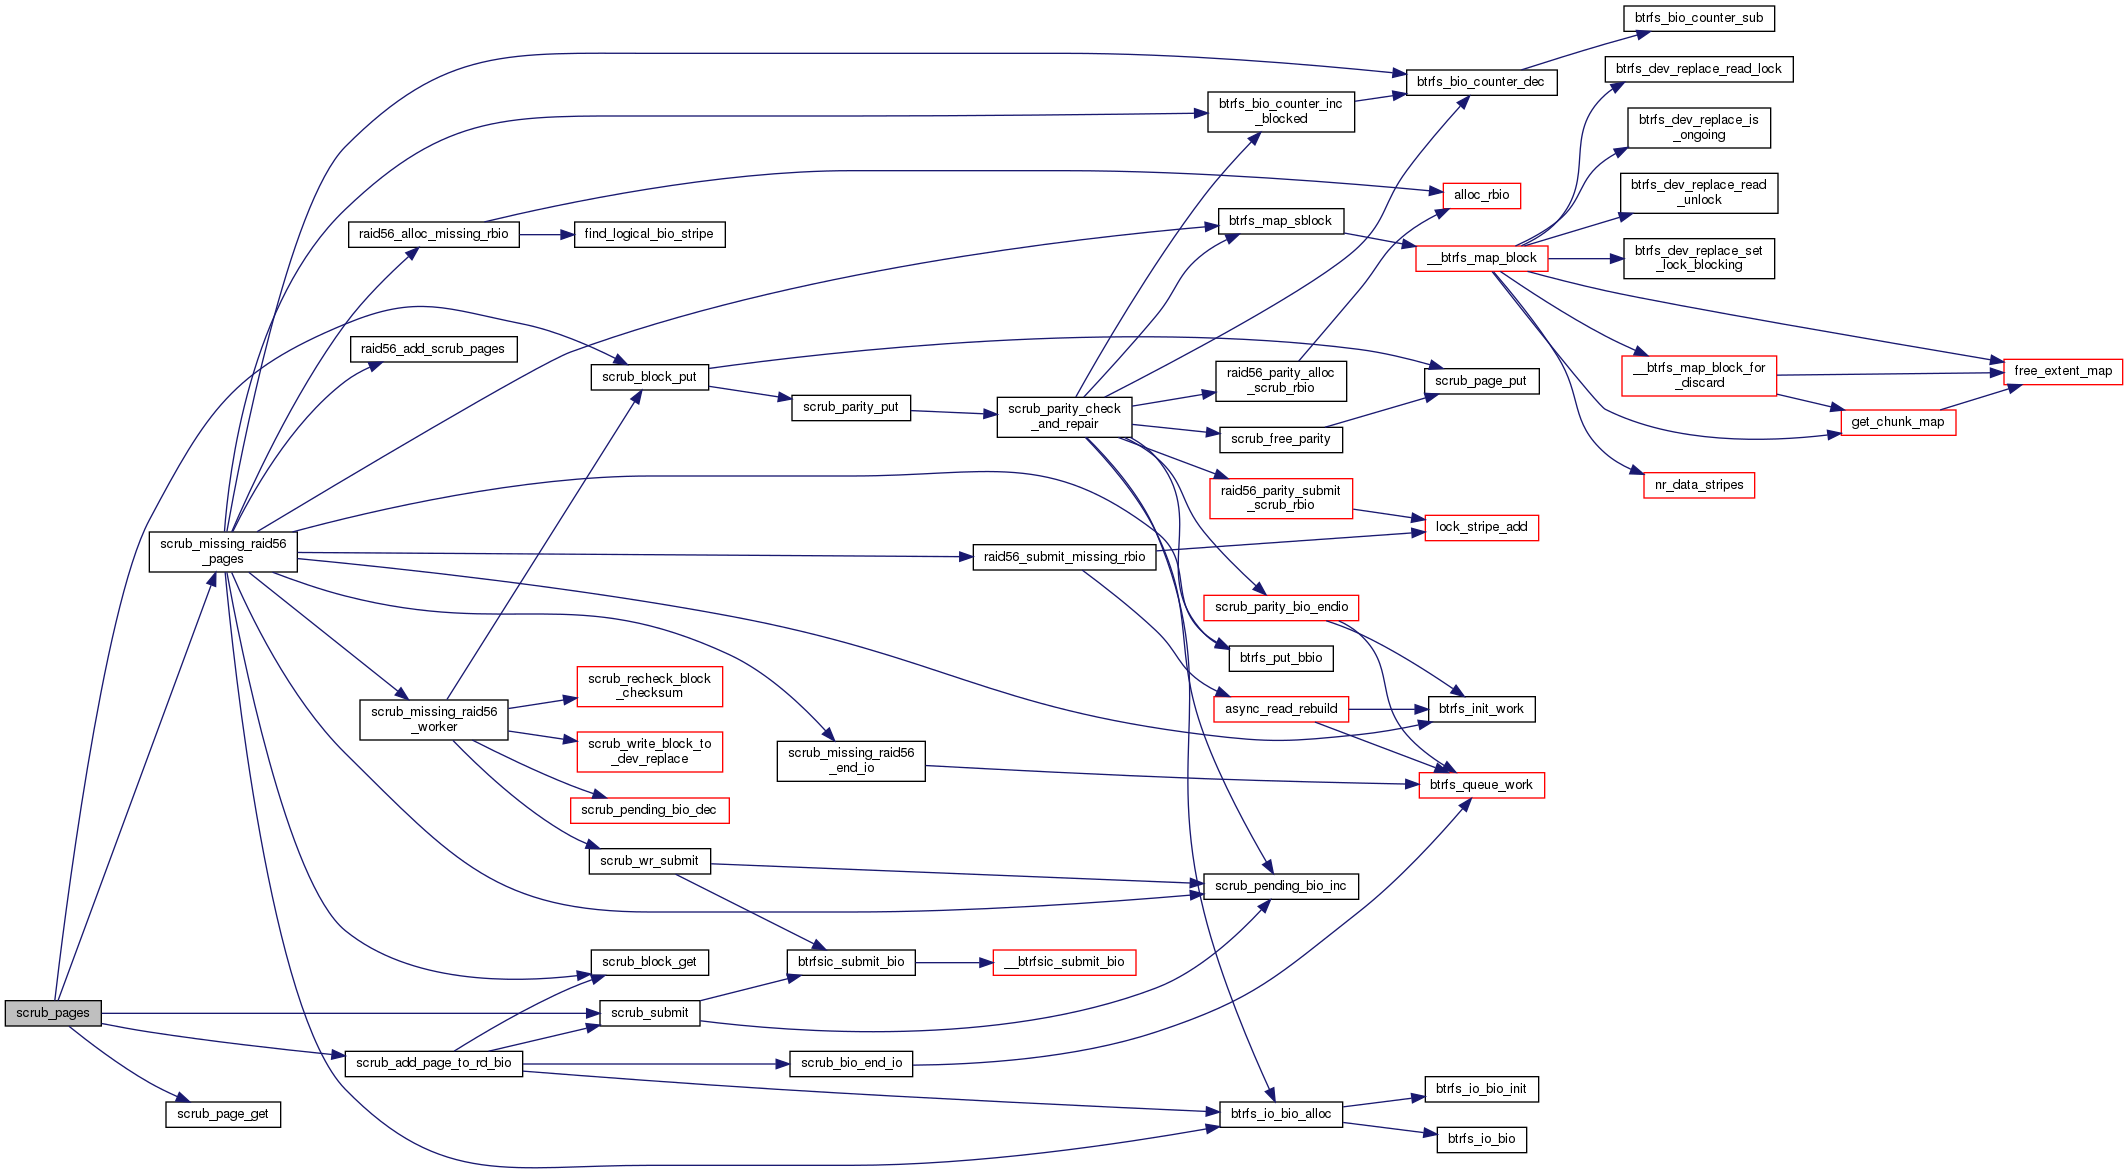 scrub_pages
scrub_missing_raid56
_pages
scrub_page_get
raid56_alloc_missing_rbio
raid56_add_scrub_pages
scrub_missing_raid56
_worker
scrub_add_page_to_rd_bio
find_logical_bio_stripe
scrub_block_put
scrub_recheck_block
_checksum
scrub_write_block_to
_dev_replace
scrub_pending_bio_dec
scrub_wr_submit
scrub_block_get
scrub_submit
scrub_parity_put
scrub_missing_raid56
_end_io
btrfsic_submit_bio
scrub_bio_end_io
scrub_parity_check
_and_repair
raid56_submit_missing_rbio
__btrfsic_submit_bio
btrfs_bio_counter_inc
_blocked
btrfs_map_sblock
raid56_parity_alloc
_scrub_rbio
scrub_free_parity
raid56_parity_submit
_scrub_rbio
scrub_parity_bio_endio
btrfs_put_bbio
async_read_rebuild
scrub_pending_bio_inc
btrfs_io_bio_alloc
btrfs_bio_counter_dec
alloc_rbio
__btrfs_map_block
scrub_page_put
lock_stripe_add
btrfs_init_work
btrfs_queue_work
btrfs_io_bio_init
btrfs_io_bio
btrfs_bio_counter_sub
btrfs_dev_replace_read_lock
btrfs_dev_replace_is
_ongoing
btrfs_dev_replace_read
_unlock
btrfs_dev_replace_set
_lock_blocking
__btrfs_map_block_for
_discard
nr_data_stripes
get_chunk_map
free_extent_map